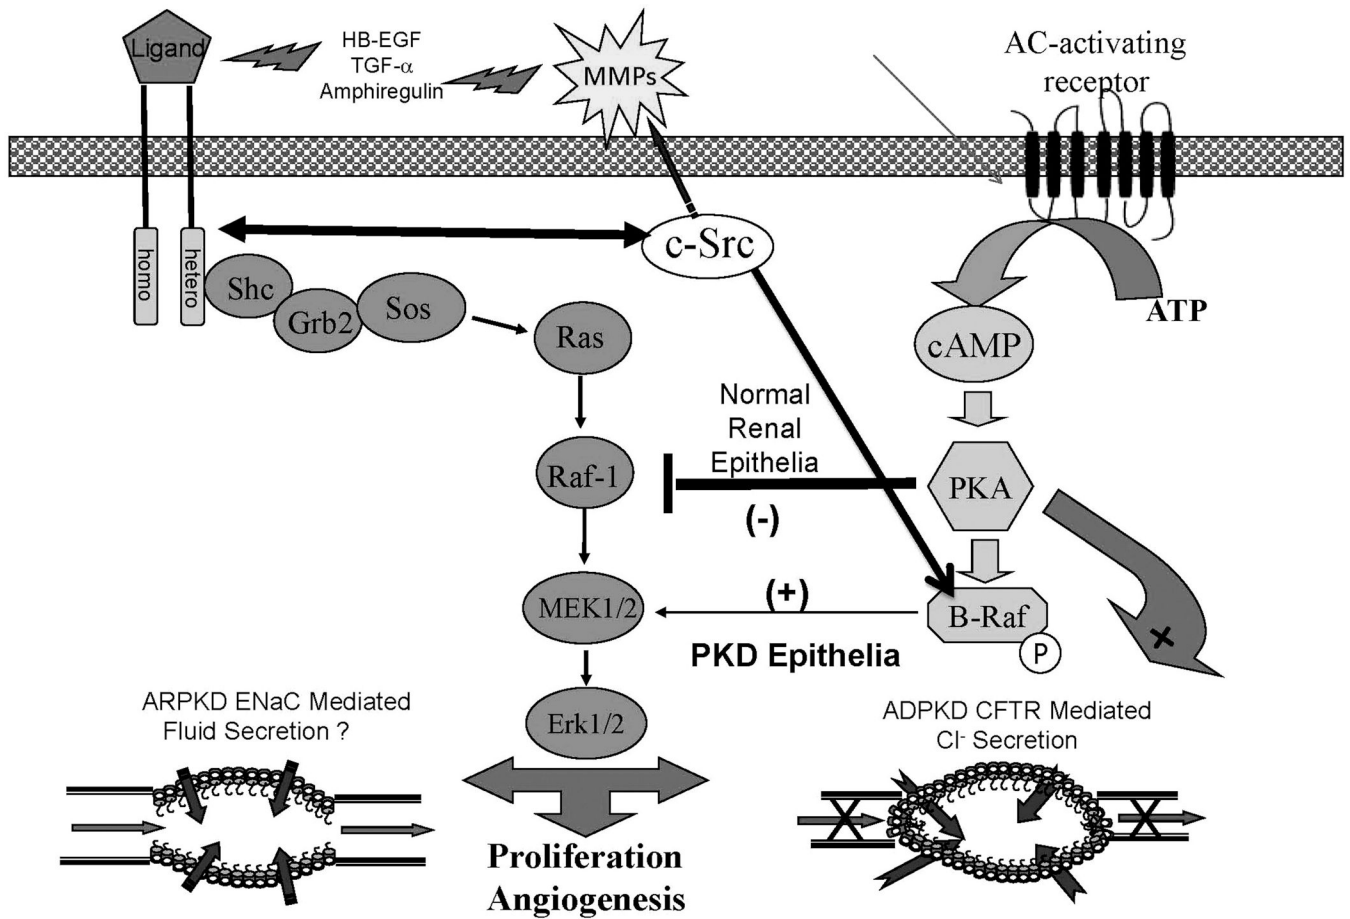 Ligand
HB-EGF
TGF-α
Amphiregulin
MMPs
AC-activating
receptor
homo
hetero
c-Src
Shc
Grb2
Sos
Ras
ATP
cAMP
Normal
Renal
Epithelia
Raf-1
PKA
(-)
MEK1/2
(+)
B-Raf
P
PKD Epithelia
ARPKD ENaC Mediated
Fluid Secretion ?
Erk1/2
ADPKD CFTR Mediated
Cl⁻ Secretion
Proliferation
Angiogenesis